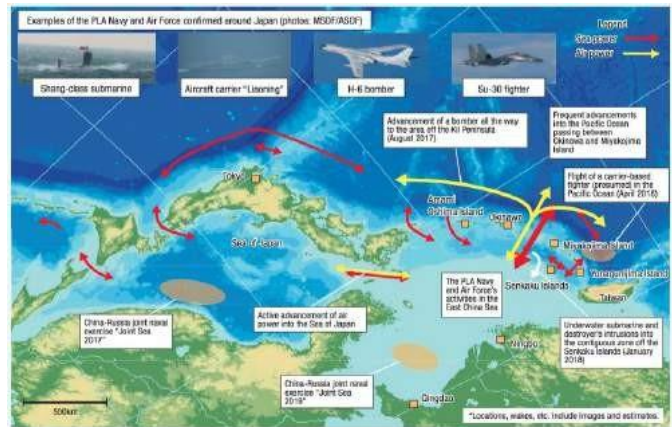 Examples of the PLA Navy and Air Force confirmed around Japan (photos: MSDF/ASDF)
Legend
Sea power
Air power
Shang-class submarine
Aircraft carrier "Liaoning"
H-6 bomber
Su-30 fighter
Advancement of a bomber all the way
to the area off the Kii Peninsula
(August 2017)
Frequent advancements
into the Pacific Ocean
passing between
Okinawa and Miyakojima
Island
Flight of a carrier-based
fighter (presumed) in the
Pacific Ocean (April 2018)
Tokyo
Amami
Oshima Island
Okinawa
Miyakojima Island
Sea of Japan
Yonagunijima Island
Senkaku Islands
Taiwan
The PLA Navy
and Air Force's
activities in the
East China Sea
Active advancement of air
power into the Sea of Japan
China-Russia joint naval
exercise "Joint Sea
2017"
Underwater submarine and
destroyer's intrusions into
the contiguous zone off the
Senkaku Islands (January
2018)
Ningbo
China-Russia joint naval
exercise "Joint Sea
2019"
Qingdao
500km
*Locations, wakes, etc. include images and estimates.